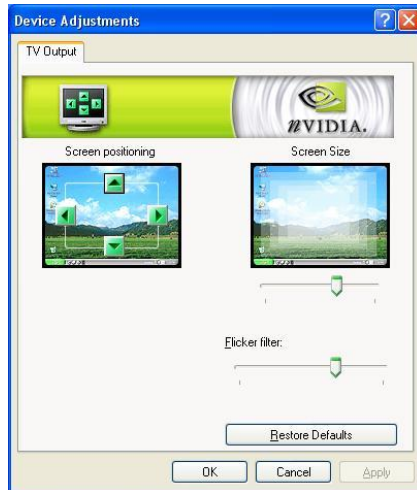 Device Adjustments
TV Output
nVIDIA.
Screen positioning
Screen Size
Flicker filter:
Restore Defaults
OK
Cancel
Apply